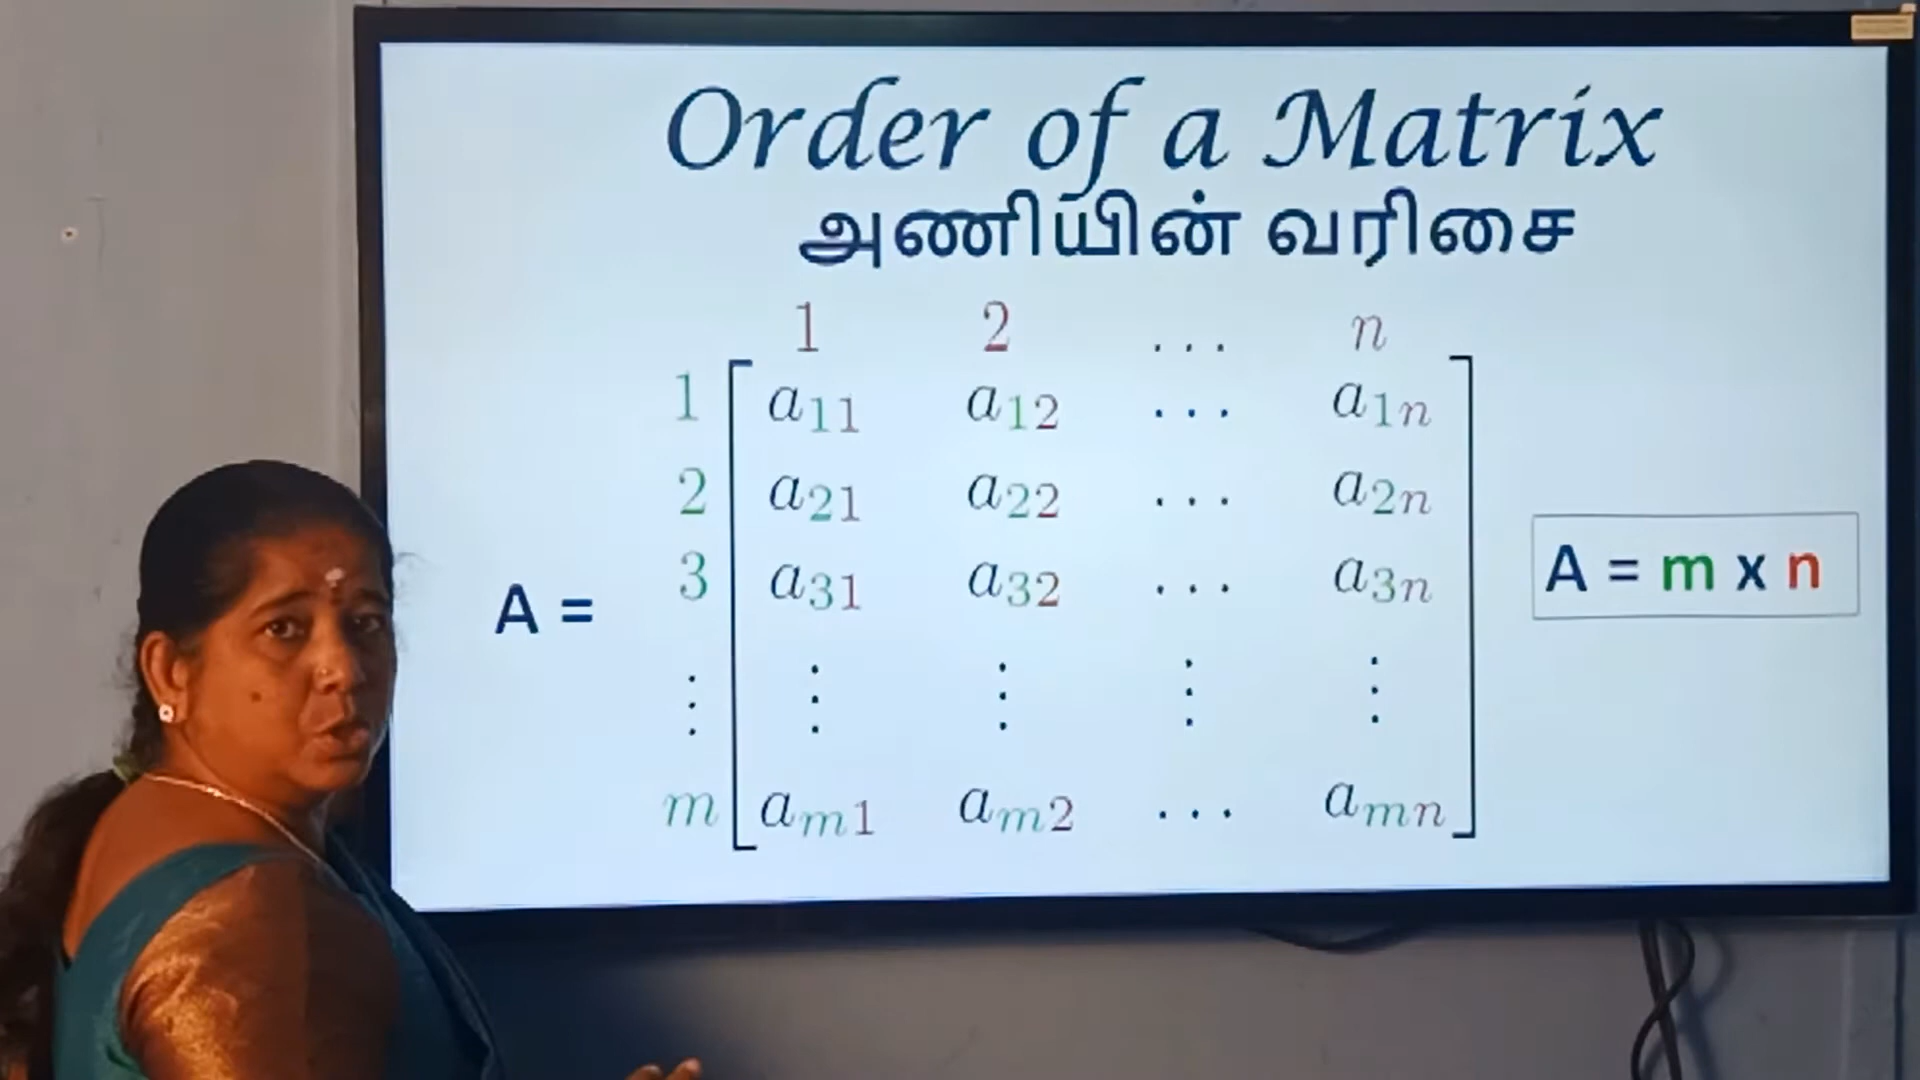 Order of a Matrix
அணியின் வரிசை
1 2 ... n
1 a11 a12 ... a1n
2 a21 a22 ... a2n
3 a31 a32 ... a3n
A =
A = m x n
⋮ ⋮ ⋮ ⋮ ⋮
m am1 am2 ... amn